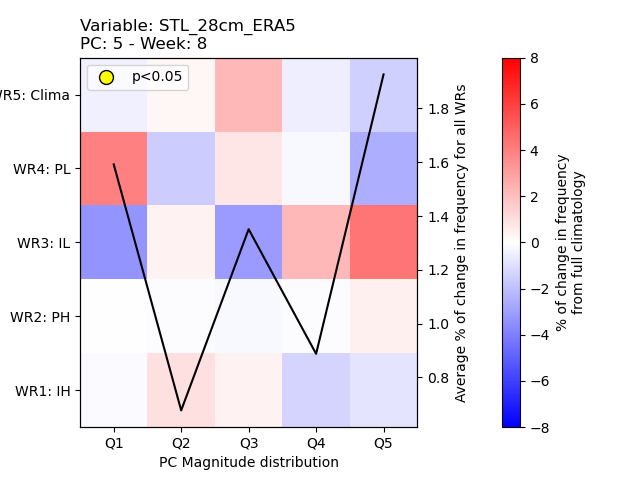 Variable: STL_28cm_ERA5
PC: 5 - Week: 8
p<0.05
WR5: Clima
WR4: PL
WR3: IL
WR2: PH
WR1: IH
Q1 Q2 Q3 Q4 Q5
PC Magnitude distribution
1.8
1.6
1.4
1.2
1.0
0.8
Average % of change in frequency for all WRs
8
6
4
2
0
−2
−4
−6
−8
% of change in frequency
from full climatology